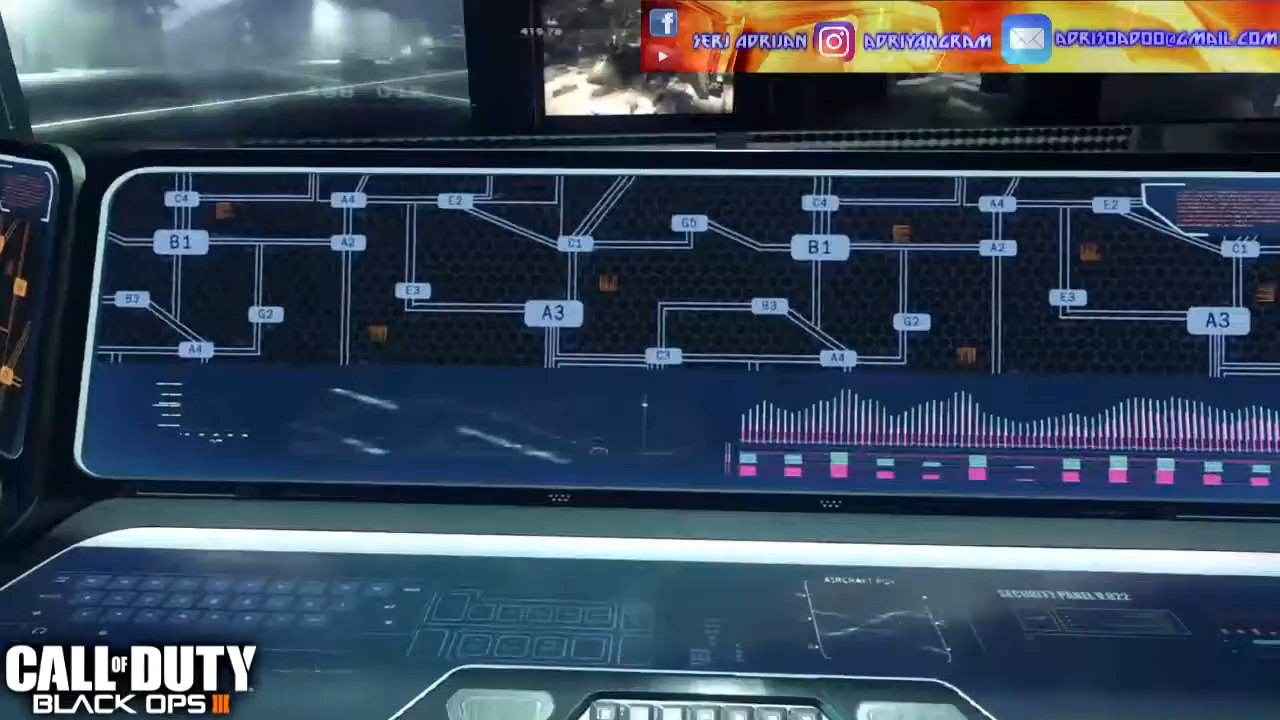 419.78
SERJ ADRIJAN
ADRIYANGRAM
ADRISOADOO@GMAIL.COM
C4 A4 E2 G5 C4 A4 E2
B1 A2 C1 B1 A2 C1
B3 G2 E3 A3 B3 G2 E3 A3
A4 C3 A4
SECURITY PANEL
CALL OF DUTY
BLACK OPS III